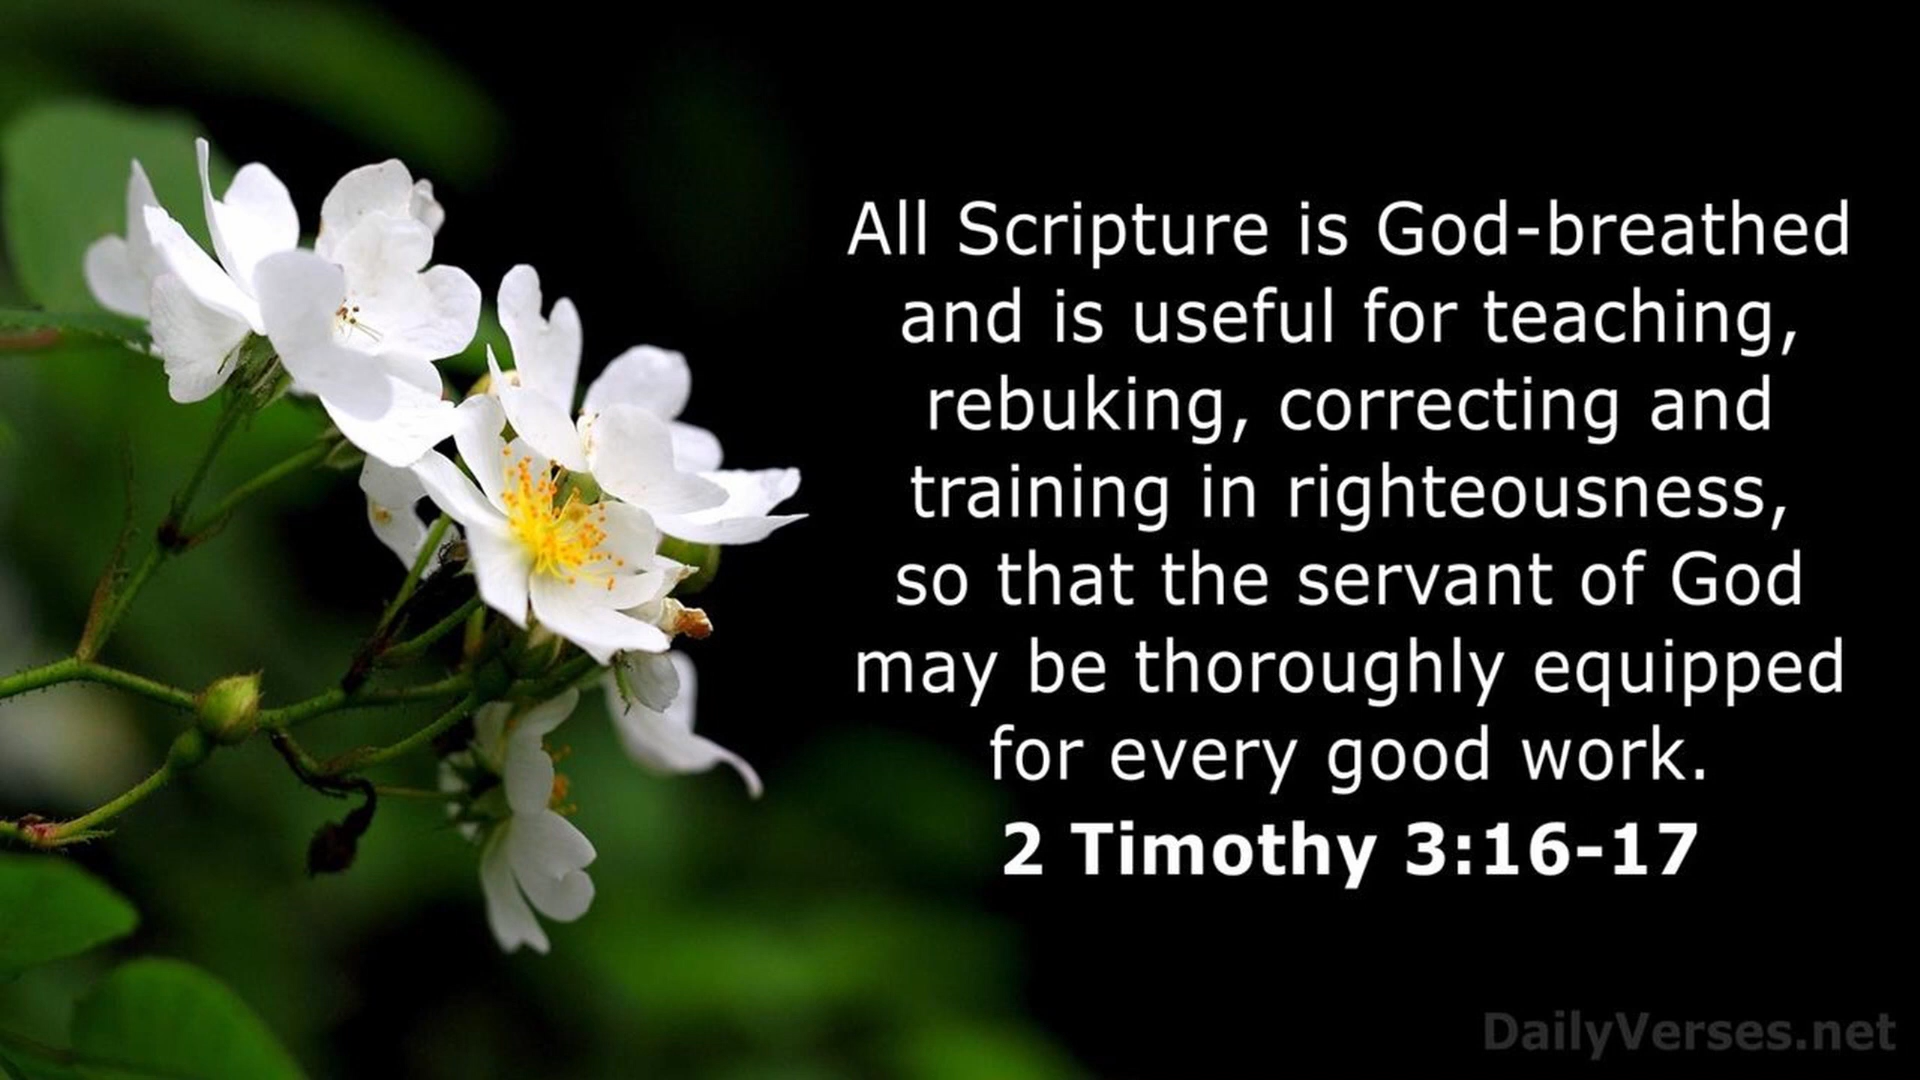 All Scripture is God-breathed
and is useful for teaching,
rebuking, correcting and
training in righteousness,
so that the servant of God
may be thoroughly equipped
for every good work.
2 Timothy 3:16-17
DailyVerses.net